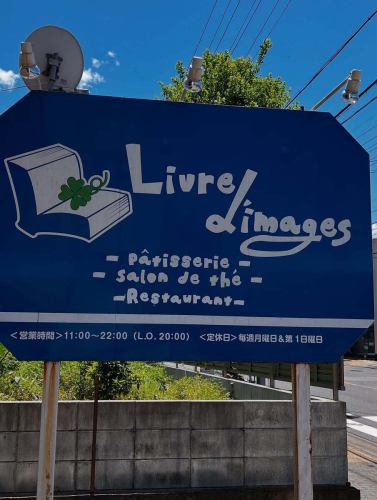 Livre
d'images
- Pâtisserie -
- Salon de thé -
- Restaurant -
<営業時間>11:00～22:00 (L.O. 20:00) <定休日>毎週月曜日＆第1日曜日